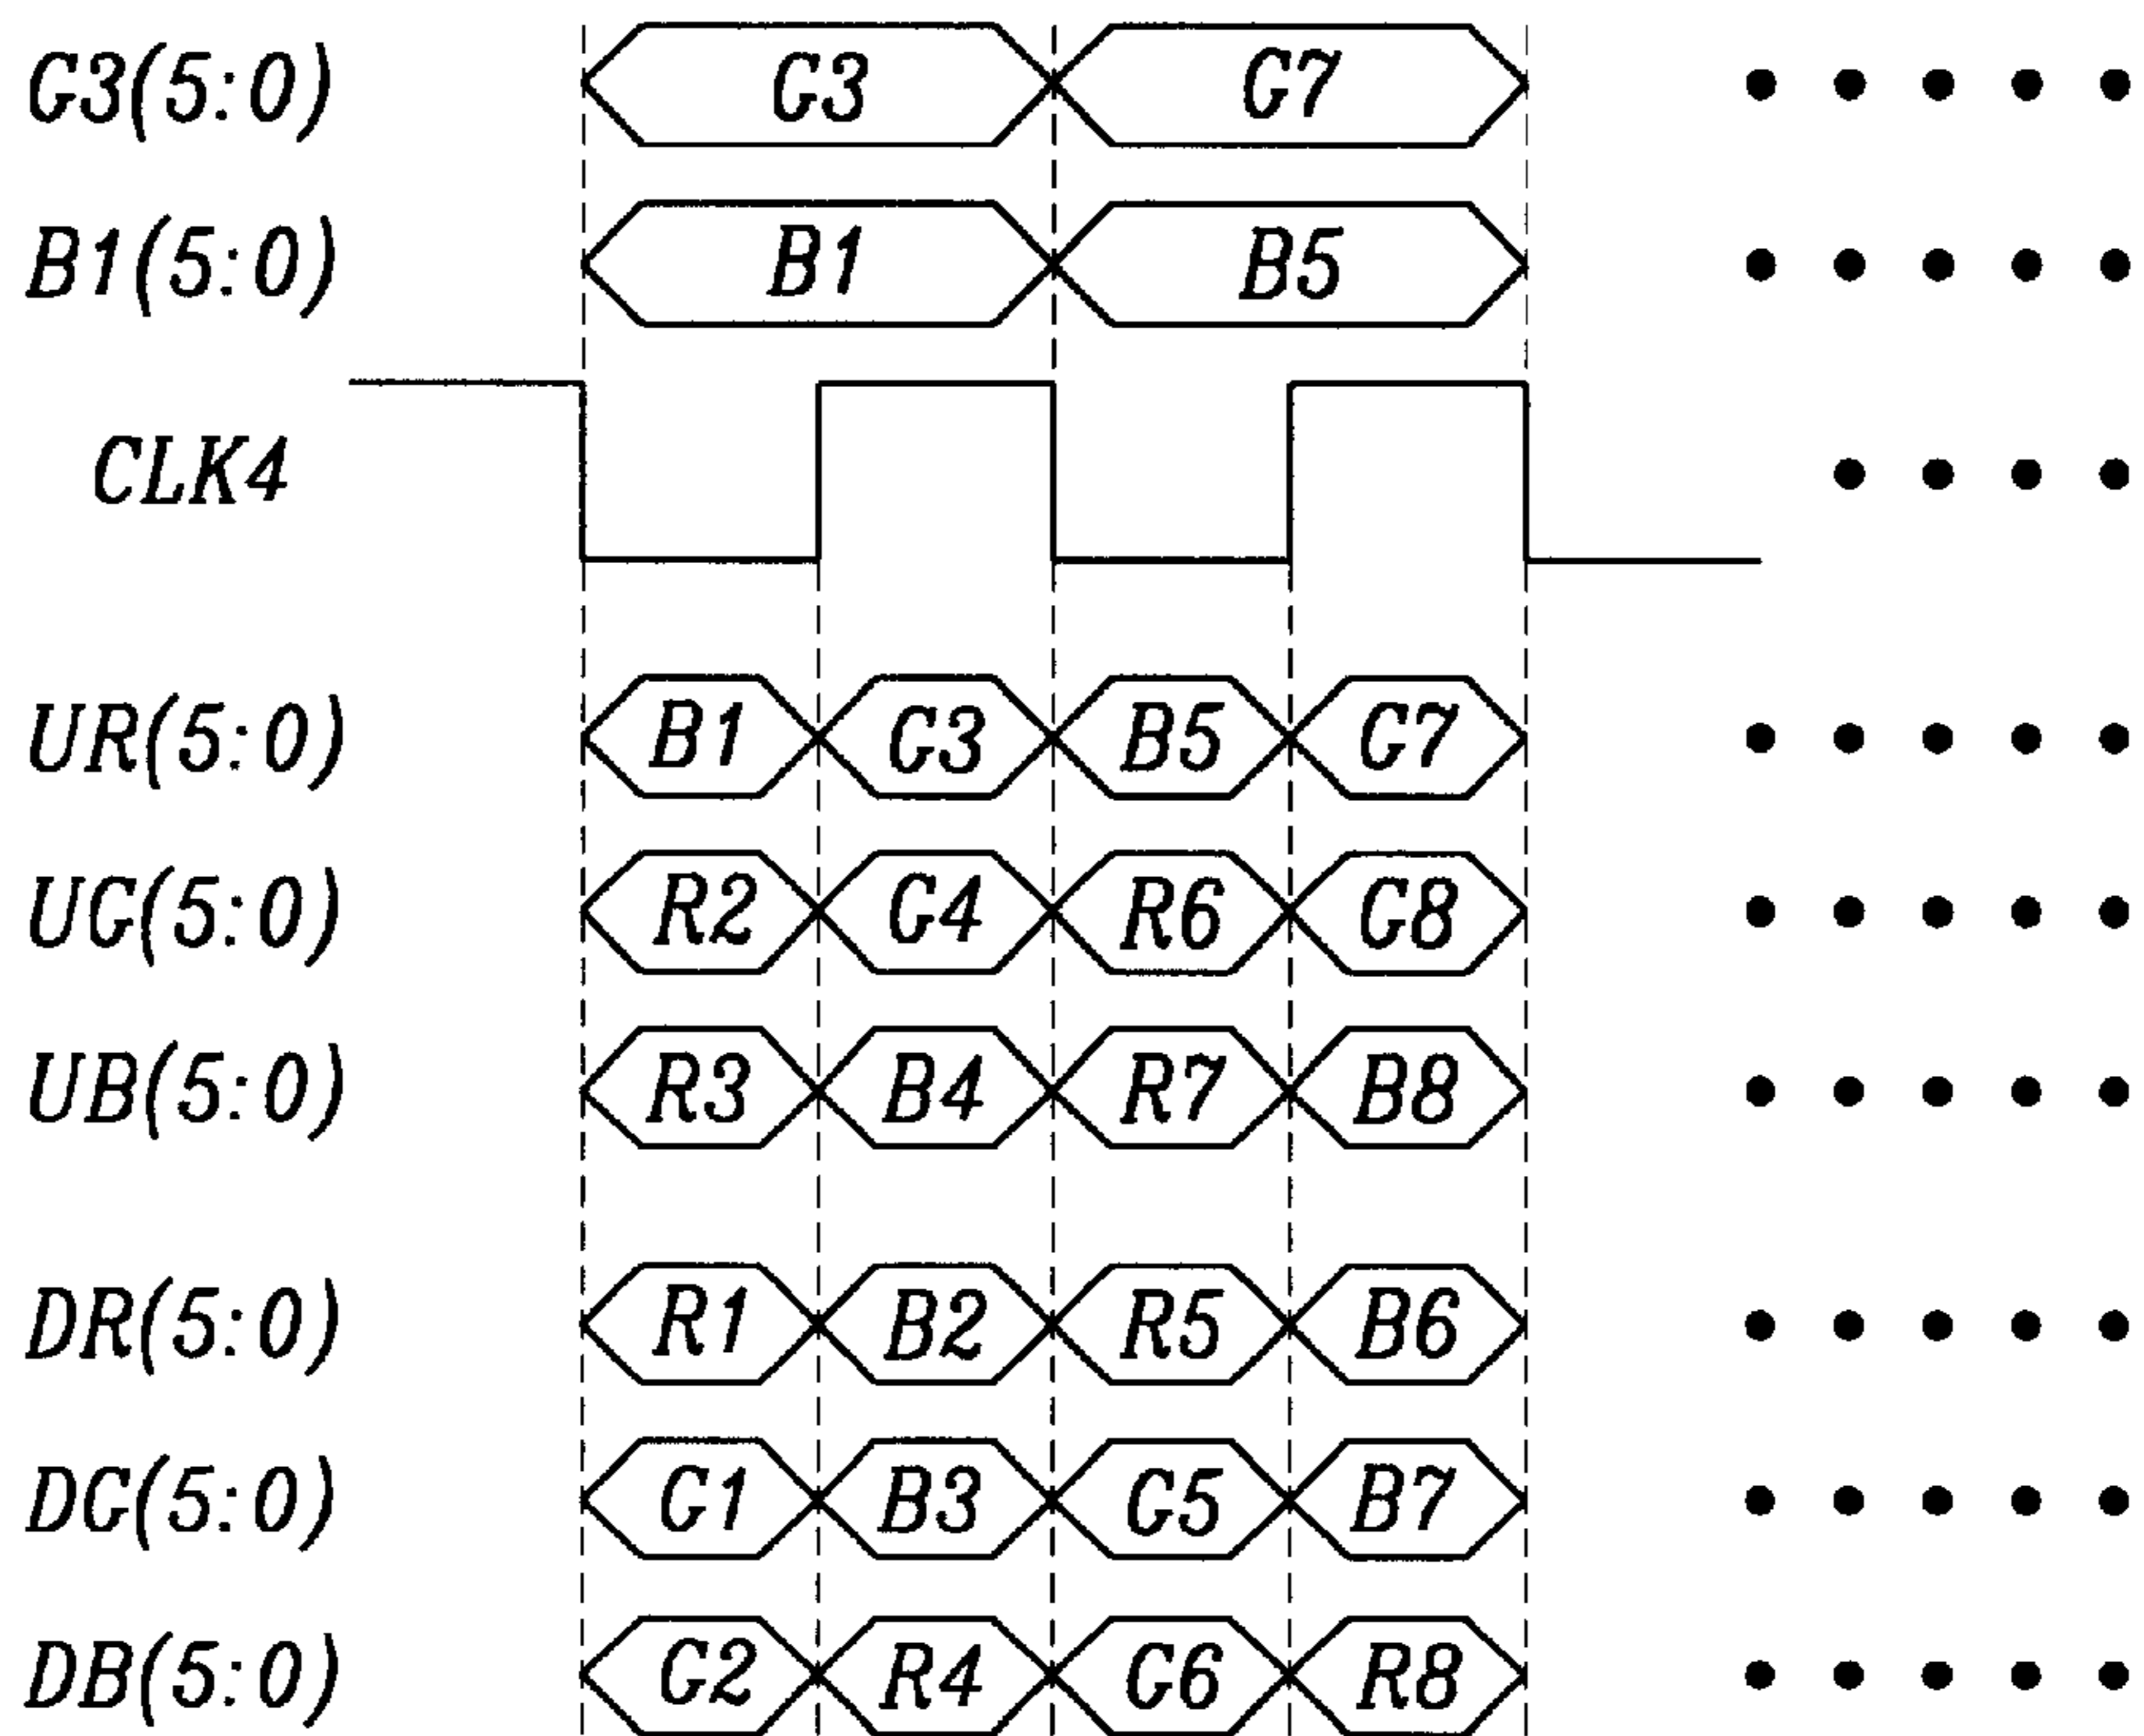 G3(5:0) G3 G7
B1(5:0) B1 B5
CLK4
UR(5:0) B1 G3 B5 G7
UG(5:0) R2 G4 R6 G8
UB(5:0) R3 B4 R7 B8
DR(5:0) R1 B2 R5 B6
DG(5:0) G1 B3 G5 B7
DB(5:0) G2 R4 G6 R8